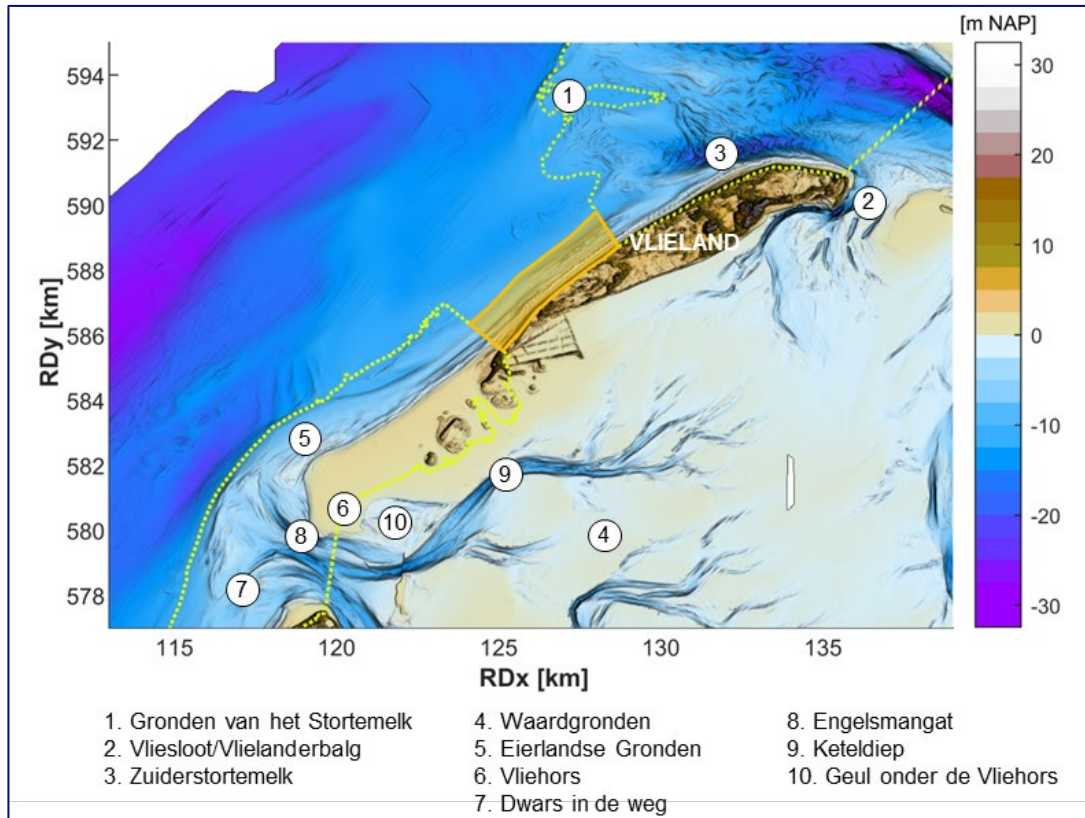 [m NAP]
594
592
590
588
586
584
582
580
578
RDy [km]
115
120
125
130
135
RDx [km]
30
20
10
0
-10
-20
-30
1
3
2
VLIELAND
5
9
6
10
8
4
7
1. Gronden van het Stortemelk
2. Vliesloot/Vlielanderbalg
3. Zuiderstortemelk
4. Waardgronden
5. Eierlandse Gronden
6. Vliehors
7. Dwars in de weg
8. Engelsmangat
9. Keteldiep
10. Geul onder de Vliehors